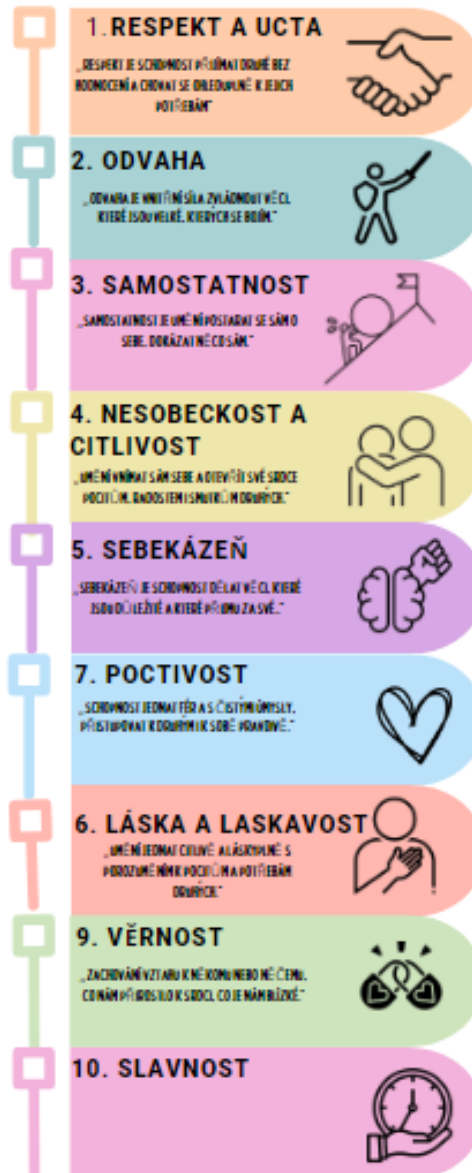 1. RESPEKT A UCTA
„RESPEKT JE SCHOPNOST PŘIJÍMAT DRUHÉ BEZ
HODNOCENÍ A CHOVAT SE OHLEDUPLNĚ K JEJICH
POTŘEBÁM"
2. ODVAHA
„ODVAHA JE VNITŘNÍ SÍLA ZVLÁDNOUT VĚCI,
KTERÉ JSOU VELKÉ, KTERÝCH SE BOJÍM."
3. SAMOSTATNOST
„SAMOSTATNOST JE UMĚNÍ POSTARAT SE SÁM O
SEBE, DOKÁZAT NĚCO SÁM."
4. NESOBECKOST A
CITLIVOST
„UMĚNÍ VNÍMAT SÁM SEBE A OTEVŘÍT SVÉ SRDCE
POCITŮM, RADOSTEM I SMUTKŮM DRUHÝCH."
5. SEBEKÁZEŇ
„SEBEKÁZEŇ JE SCHOPNOST DĚLAT VĚCI, KTERÉ
JSOU DŮLEŽITÉ A KTERÉ PŘIJMU ZA SVÉ."
7. POCTIVOST
„SCHOPNOST JEDNAT FÉR A S ČISTÝMI ÚMYSLY,
PŘISTUPOVAT K DRUHÝM I K SOBĚ PRAVDIVĚ."
6. LÁSKA A LASKAVOST
„UMĚNÍ JEDNAT CITLIVĚ A LÁSKYPLNĚ S
POROZUMĚNÍM K POCITŮM A POTŘEBÁM
DRUHÝCH."
9. VĚRNOST
„ZACHOVÁNÍ VZTAHU K NĚKOMU NEBO NĚČEMU,
CO NÁM PŘIROSTLO K SRDCI, CO JE NÁM BLÍZKÉ."
10. SLAVNOST